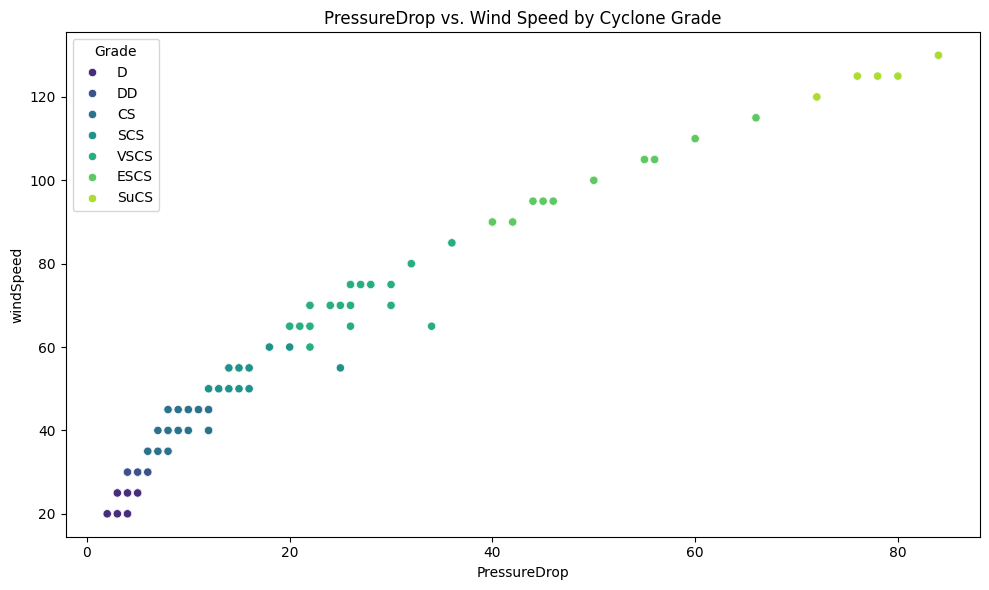 PressureDrop vs. Wind Speed by Cyclone Grade
Grade
D
DD
CS
SCS
VSCS
ESCS
SuCS
windSpeed
120
100
80
60
40
20
0
20
40
60
80
PressureDrop